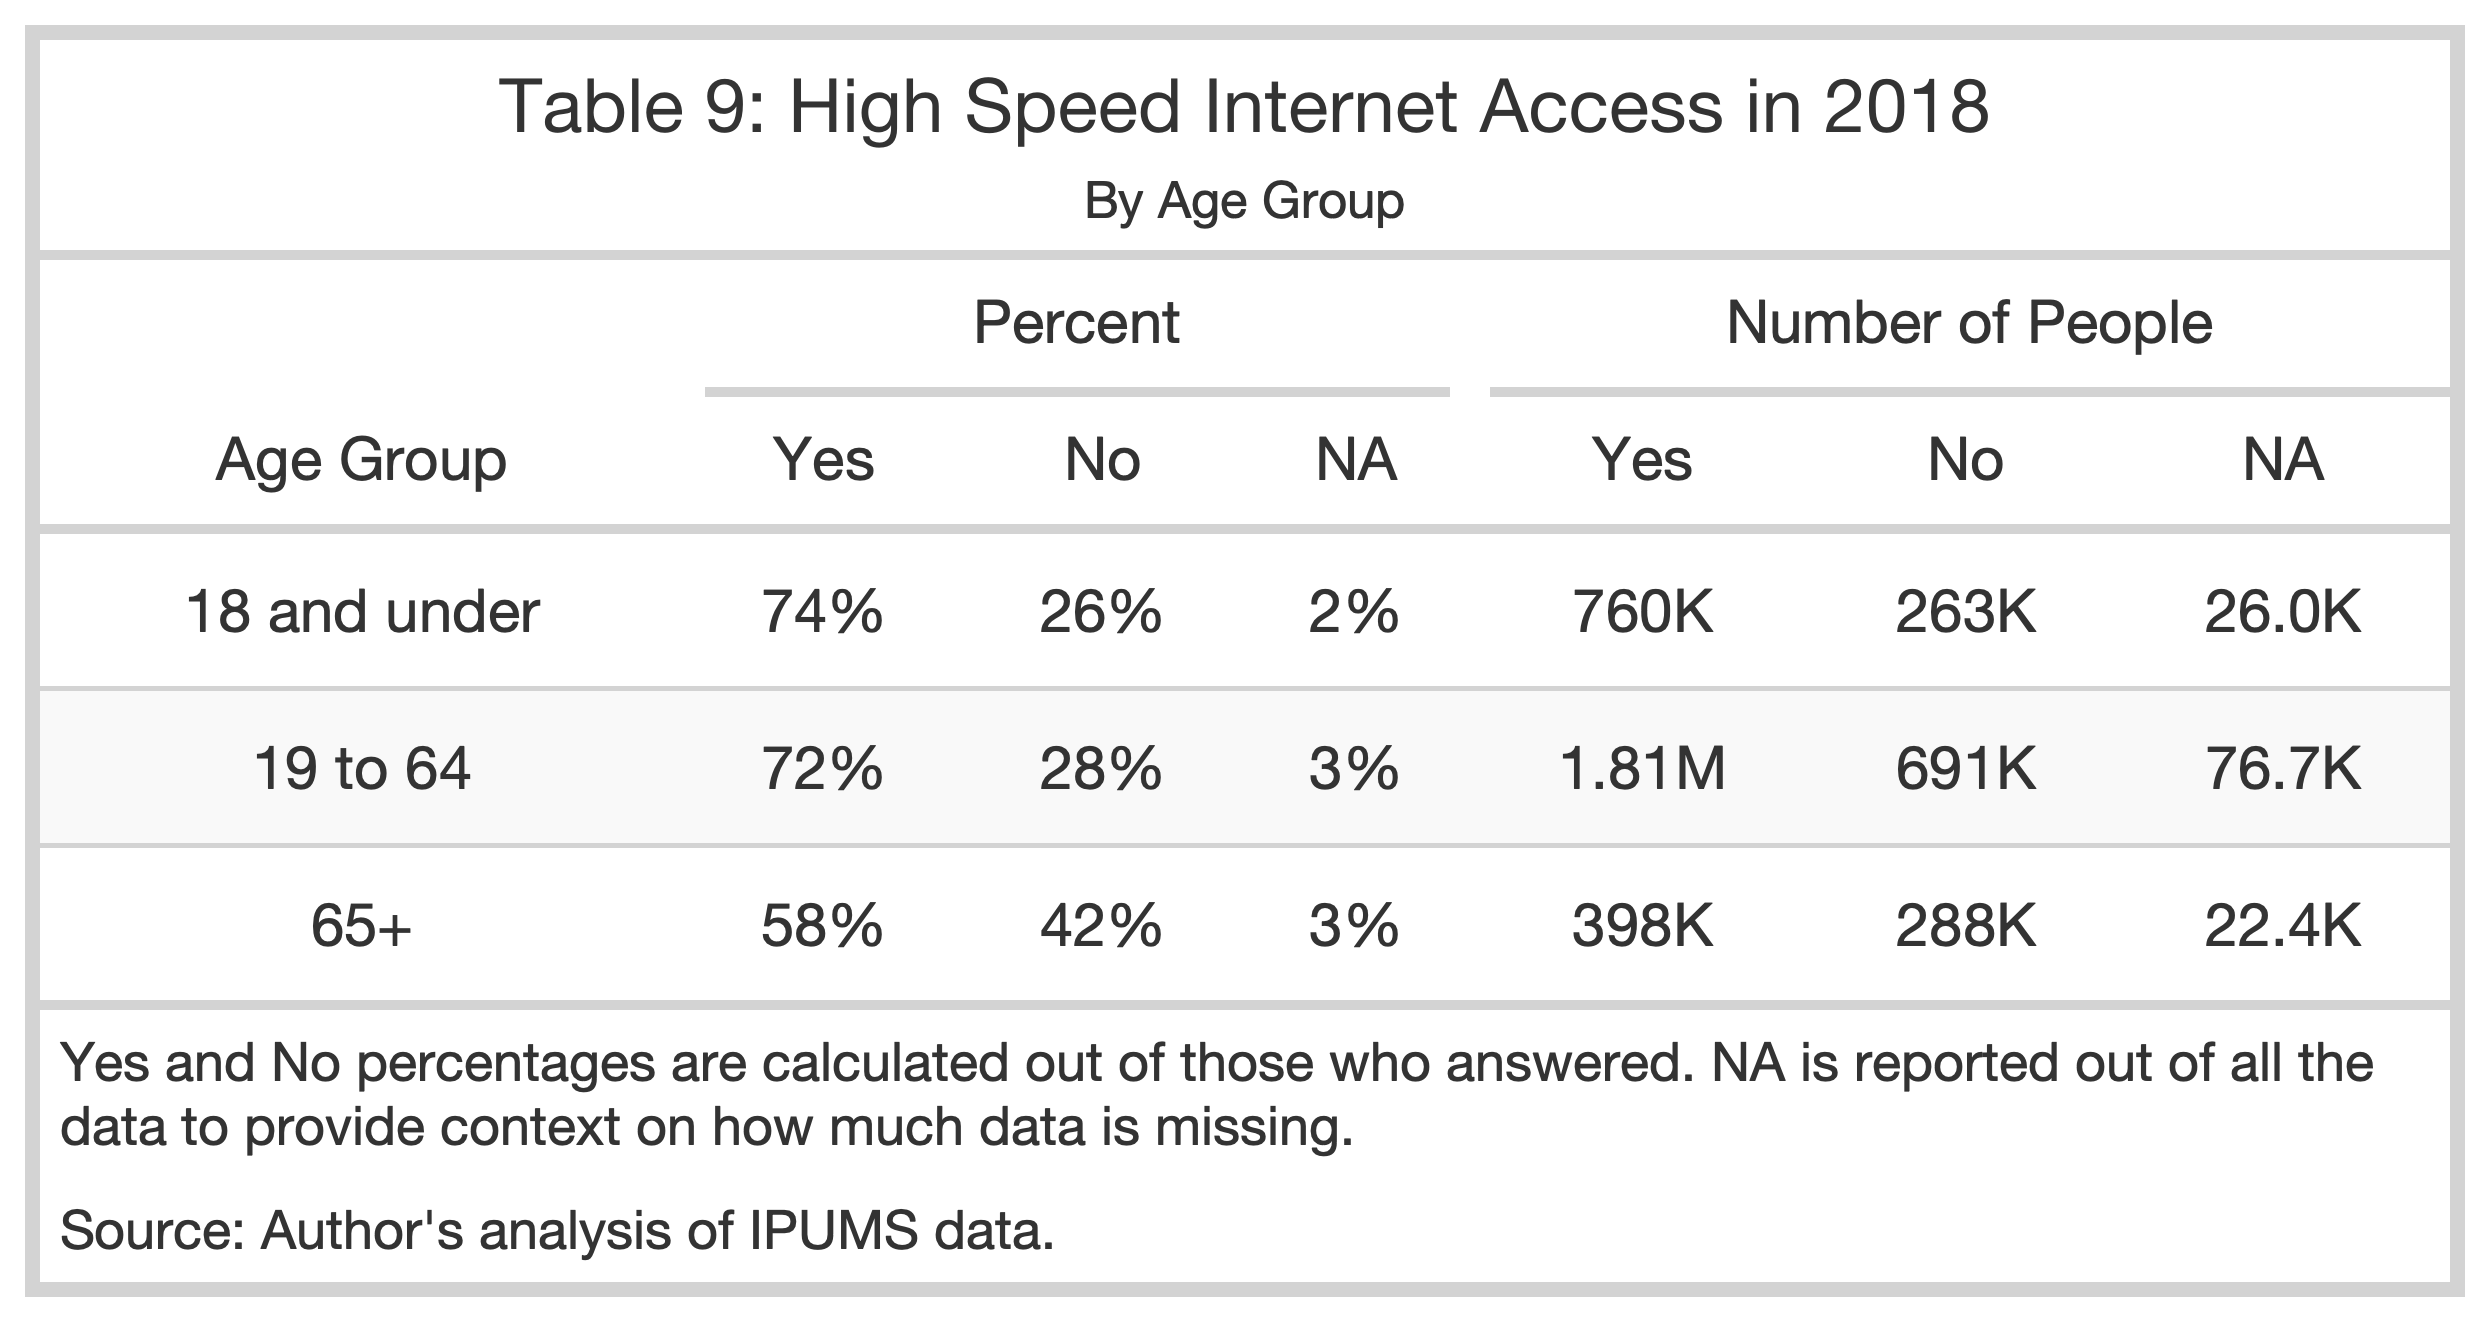 Table 9: High Speed Internet Access in 2018
By Age Group
Percent Number of People
Age Group Yes No NA Yes No NA
18 and under 74% 26% 2% 760K 263K 26.0K
19 to 64 72% 28% 3% 1.81M 691K 76.7K
65+ 58% 42% 3% 398K 288K 22.4K
Yes and No percentages are calculated out of those who answered. NA is reported out of all the
data to provide context on how much data is missing.
Source: Author's analysis of IPUMS data.